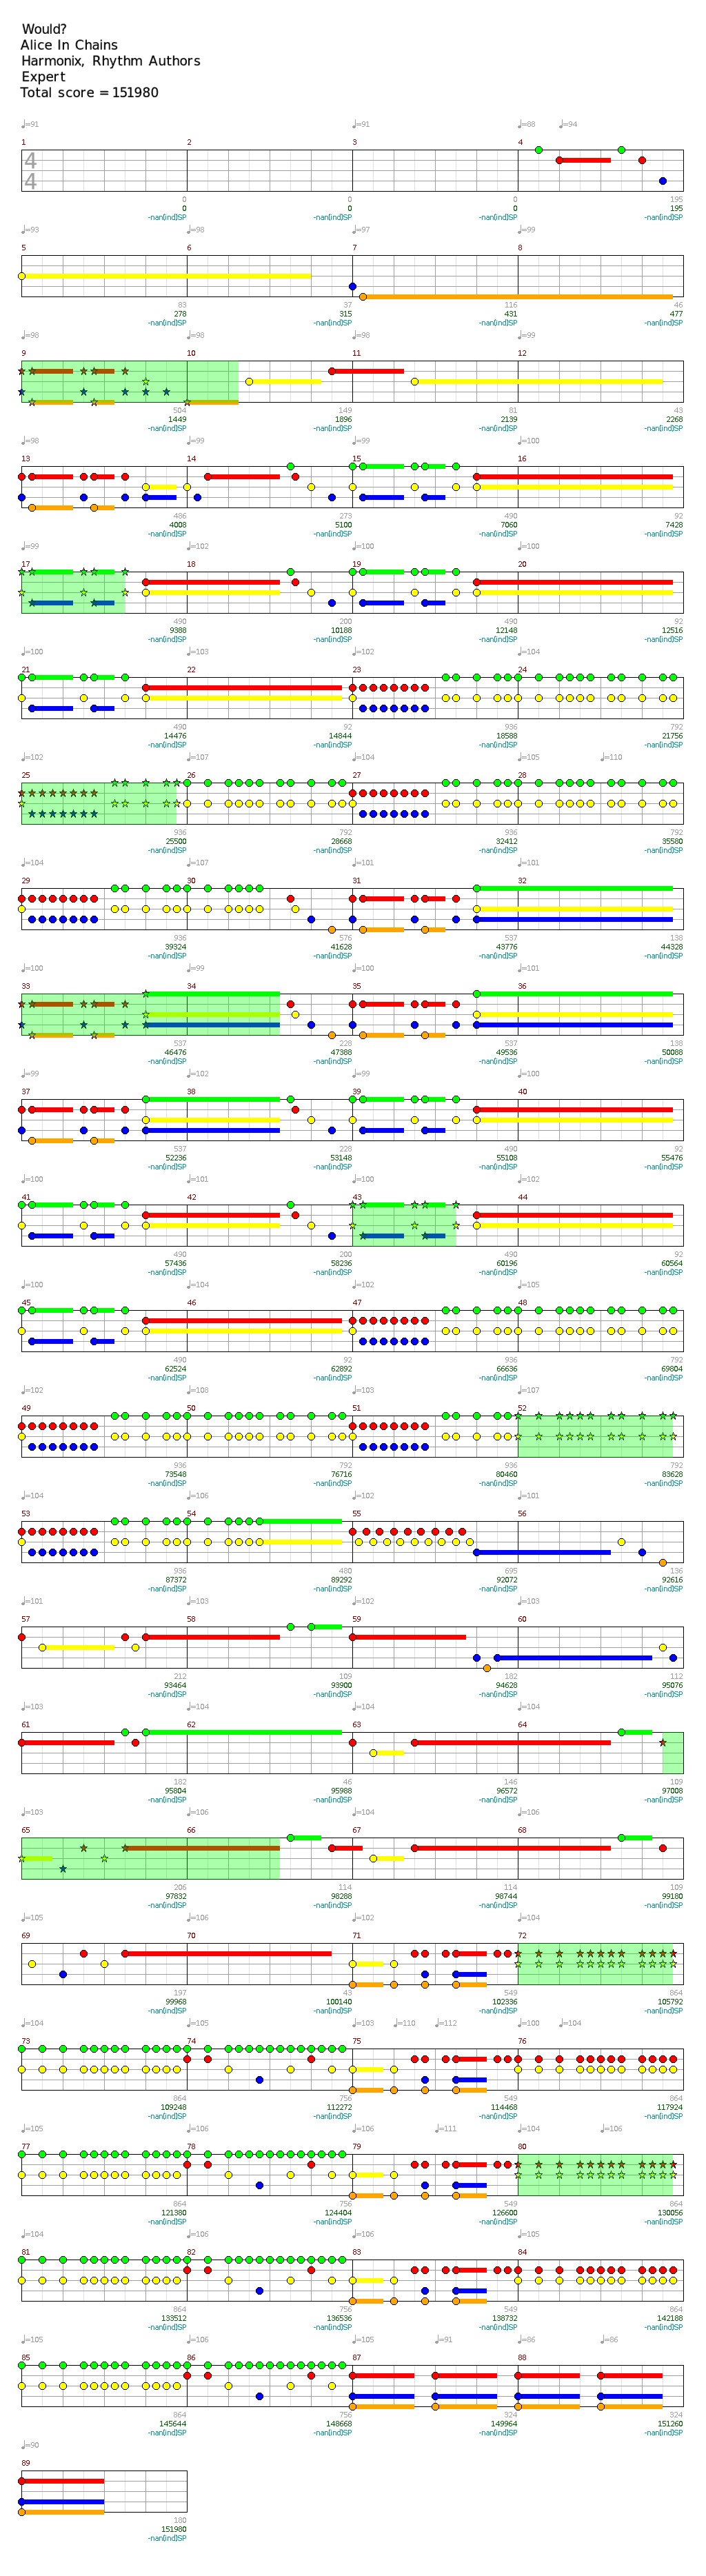 Would?
Alice In Chains
Harmonix, Rhythm Authors
Expert
Total score = 151980
♩=91 ♩=91 ♩=88 ♩=94
1 2 3 4
4
4
0 0 0 195
0 0 0 195
-nan(ind)SP -nan(ind)SP -nan(ind)SP -nan(ind)SP
♩=93 ♩=98 ♩=97 ♩=99
5 6 7 8
83 37 116 46
278 315 431 477
-nan(ind)SP -nan(ind)SP -nan(ind)SP -nan(ind)SP
♩=98 ♩=98 ♩=98 ♩=99
9 10 11 12
504 149 81 43
1449 1896 2139 2268
-nan(ind)SP -nan(ind)SP -nan(ind)SP -nan(ind)SP
♩=98 ♩=99 ♩=99 ♩=100
13 14 15 16
486 273 490 92
4008 5100 7060 7428
-nan(ind)SP -nan(ind)SP -nan(ind)SP -nan(ind)SP
♩=99 ♩=102 ♩=100 ♩=100
17 18 19 20
490 200 490 92
9388 10188 12148 12516
-nan(ind)SP -nan(ind)SP -nan(ind)SP -nan(ind)SP
♩=100 ♩=103 ♩=102 ♩=104
21 22 23 24
490 92 936 792
14476 14844 18588 21756
-nan(ind)SP -nan(ind)SP -nan(ind)SP -nan(ind)SP
♩=102 ♩=107 ♩=104 ♩=105 ♩=110
25 26 27 28
936 792 936 792
25500 28668 32412 35580
-nan(ind)SP -nan(ind)SP -nan(ind)SP -nan(ind)SP
♩=104 ♩=107 ♩=101 ♩=101
29 30 31 32
936 576 537 138
39324 41628 43776 44328
-nan(ind)SP -nan(ind)SP -nan(ind)SP -nan(ind)SP
♩=100 ♩=99 ♩=100 ♩=101
33 34 35 36
537 228 537 138
46476 47388 49536 50088
-nan(ind)SP -nan(ind)SP -nan(ind)SP -nan(ind)SP
♩=99 ♩=102 ♩=99 ♩=100
37 38 39 40
537 228 490 92
52236 53148 55108 55476
-nan(ind)SP -nan(ind)SP -nan(ind)SP -nan(ind)SP
♩=100 ♩=101 ♩=100 ♩=102
41 42 43 44
490 200 490 92
57436 58236 60196 60564
-nan(ind)SP -nan(ind)SP -nan(ind)SP -nan(ind)SP
♩=100 ♩=104 ♩=102 ♩=105
45 46 47 48
490 92 936 792
62524 62892 66636 69804
-nan(ind)SP -nan(ind)SP -nan(ind)SP -nan(ind)SP
♩=102 ♩=108 ♩=103 ♩=107
49 50 51 52
936 792 936 792
73548 76716 80460 83628
-nan(ind)SP -nan(ind)SP -nan(ind)SP -nan(ind)SP
♩=104 ♩=106 ♩=102 ♩=101
53 54 55 56
936 480 695 136
87372 89292 92072 92616
-nan(ind)SP -nan(ind)SP -nan(ind)SP -nan(ind)SP
♩=101 ♩=103 ♩=102 ♩=103
57 58 59 60
212 109 182 112
93464 93900 94628 95076
-nan(ind)SP -nan(ind)SP -nan(ind)SP -nan(ind)SP
♩=103 ♩=104 ♩=104 ♩=104
61 62 63 64
182 46 146 109
95804 95988 96572 97008
-nan(ind)SP -nan(ind)SP -nan(ind)SP -nan(ind)SP
♩=103 ♩=106 ♩=104 ♩=106
65 66 67 68
206 114 114 109
97832 98288 98744 99180
-nan(ind)SP -nan(ind)SP -nan(ind)SP -nan(ind)SP
♩=105 ♩=106 ♩=102 ♩=104
69 70 71 72
197 43 549 864
99968 100140 102336 105792
-nan(ind)SP -nan(ind)SP -nan(ind)SP -nan(ind)SP
♩=104 ♩=105 ♩=103 ♩=110 ♩=112 ♩=100 ♩=104
73 74 75 76
864 756 549 864
109248 112272 114468 117924
-nan(ind)SP -nan(ind)SP -nan(ind)SP -nan(ind)SP
♩=105 ♩=106 ♩=106 ♩=111 ♩=104 ♩=106
77 78 79 80
864 756 549 864
121380 124404 126600 130056
-nan(ind)SP -nan(ind)SP -nan(ind)SP -nan(ind)SP
♩=104 ♩=106 ♩=106 ♩=105
81 82 83 84
864 756 549 864
133512 136536 138732 142188
-nan(ind)SP -nan(ind)SP -nan(ind)SP -nan(ind)SP
♩=105 ♩=106 ♩=105 ♩=91 ♩=86 ♩=86
85 86 87 88
864 756 324 324
145644 148668 149964 151260
-nan(ind)SP -nan(ind)SP -nan(ind)SP -nan(ind)SP
♩=90
89
180
151980
-nan(ind)SP